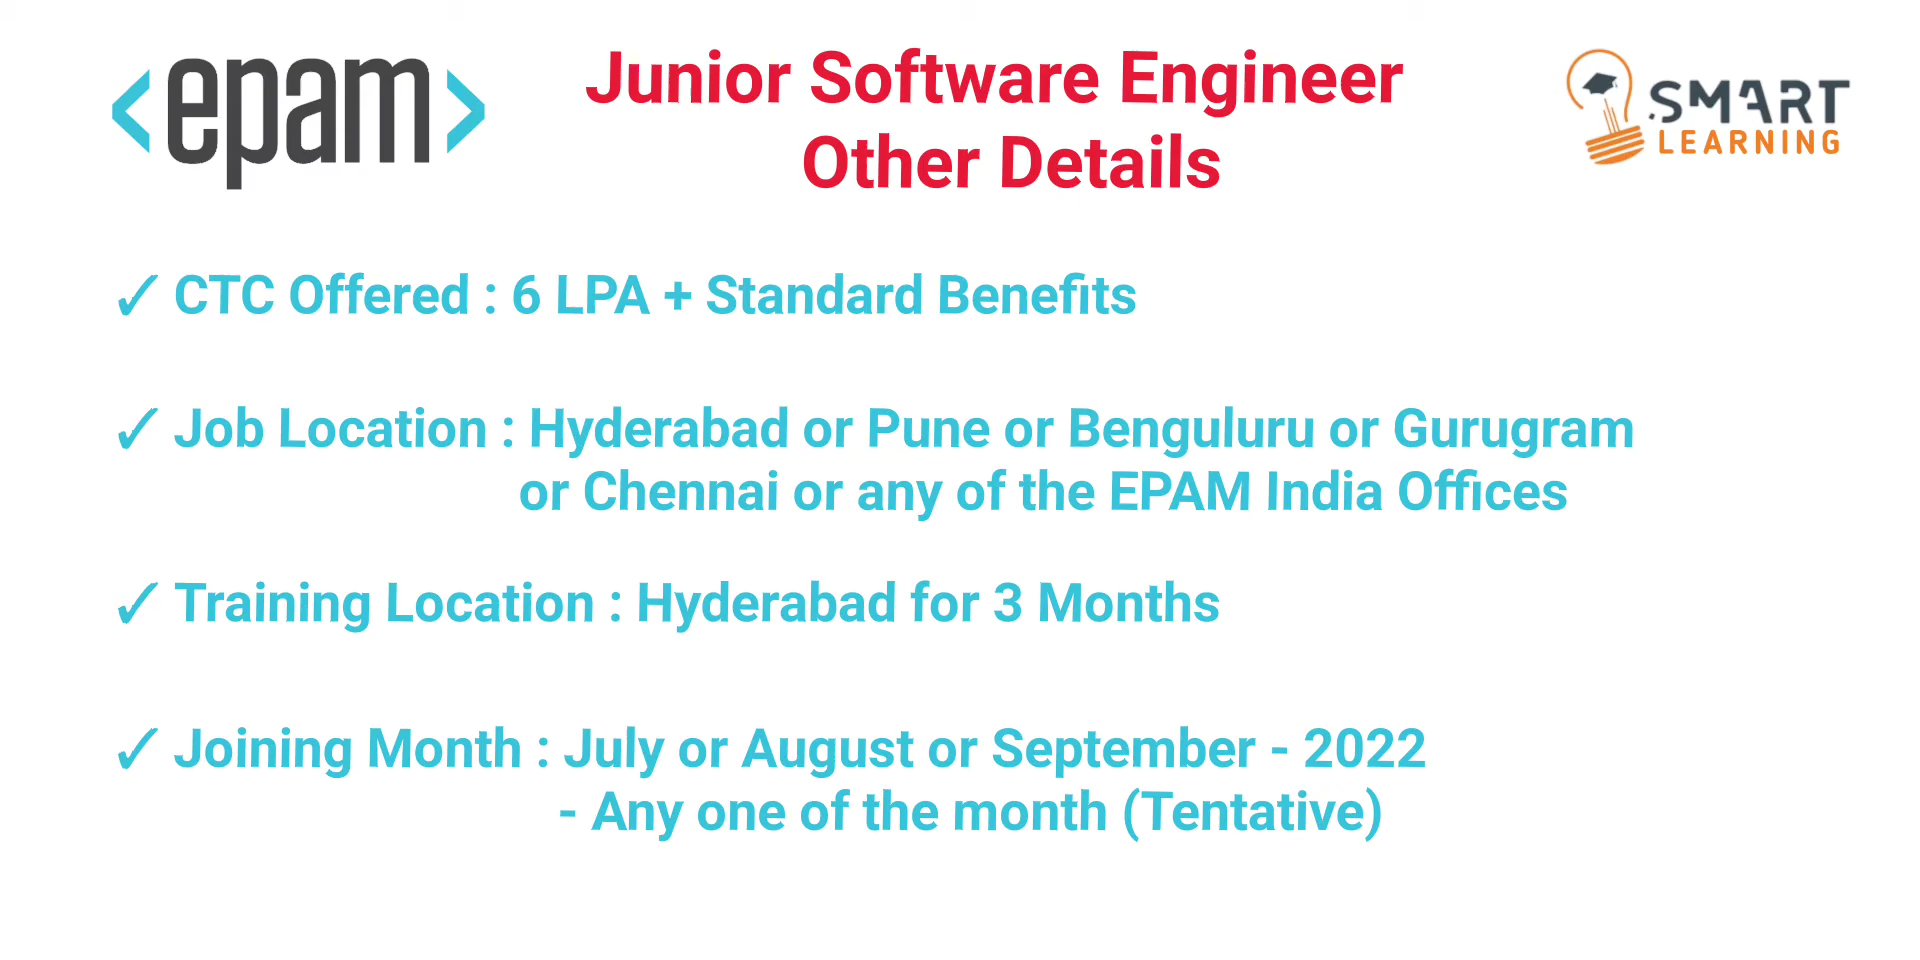 <epam>
Junior Software Engineer
Other Details
SMART
LEARNING
✓ CTC Offered : 6 LPA + Standard Benefits
✓ Job Location : Hyderabad or Pune or Benguluru or Gurugram
or Chennai or any of the EPAM India Offices
✓ Training Location : Hyderabad for 3 Months
✓ Joining Month : July or August or September - 2022
- Any one of the month (Tentative)